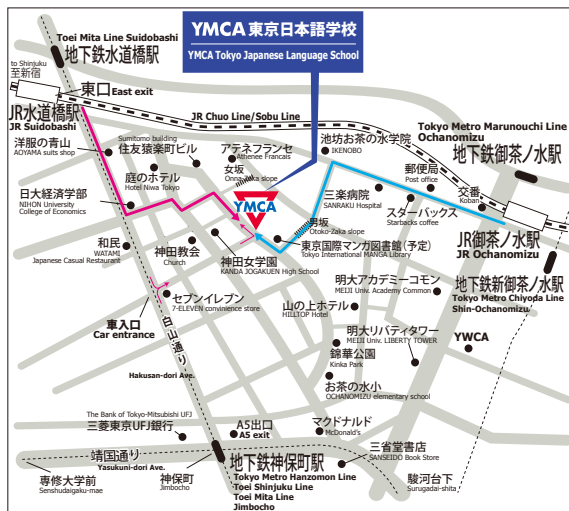 YMCA 東京日本語学校
YMCA Tokyo Japanese Language School
Toei Mita Line Suidobashi
地下鉄水道橋駅
to Shinjuku
至新宿
東口 East exit
JR水道橋駅
JR Suidobashi
JR Chuo Line/Sobu Line
洋服の青山
AOYAMA suits shop
Sumitomo building
住友猿楽町ビル
アテネフランセ
Athenee Francais
女坂
Onna-zaka slope
池坊お茶の水学院
IKENOBO
Tokyo Metro Marunouchi Line
Ochanomizu
地下鉄御茶ノ水駅
郵便局
Post office
交番
Koban
庭のホテル
Hotel Niwa Tokyo
YMCA
三楽病院
SANRAKU Hospital
スターバックス
Starbacks coffee
日大経済学部
NIHON University
College of Economics
男坂
Otoko-Zaka slope
JR御茶ノ水駅
JR Ochanomizu
和民
WATAMI
Japanese Casual Restaurant
神田教会
Church
神田女学園
KANDA JOGAKUEN High School
東京国際マンガ図書館(予定)
Tokyo International MANGA Library
明大アカデミーコモン
MEIJI Univ. Academy Common
地下鉄新御茶ノ水駅
Tokyo Metro Chiyoda Line
Shin-Ochanomizu
セブンイレブン
7-ELEVEN convinience store
山の上ホテル
HILLTOP Hotel
車入口
Car entrance
白山通り
Hakusan-dori Ave.
明大リバティタワー
MEIJI Univ. LIBERTY TOWER
YWCA
錦華公園
Kinka Park
お茶の水小
OCHANOMIZU elementary school
The Bank of Tokyo-Mitsubishi UFJ
三菱東京UFJ銀行
A5出口
A5 exit
マクドナルド
McDonald's
靖国通り
Yasukuni-dori Ave.
三省堂書店
SANSEIDO Book Store
専修大学前
Senshudaigaku-mae
神保町
Jimbocho
地下鉄神保町駅
Tokyo Metro Hanzomon Line
Toei Shinjuku Line
Toei Mita Line
Jimbocho
駿河台下
Surugadai-shita